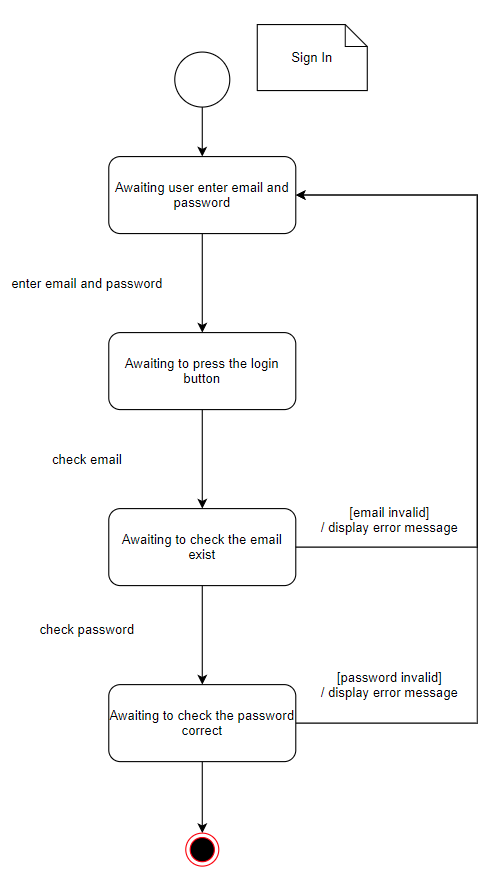 Sign In
Awaiting user enter email and
password
enter email and password
Awaiting to press the login
button
check email
Awaiting to check the email
exist
[email invalid]
/ display error message
check password
Awaiting to check the password
correct
[password invalid]
/ display error message